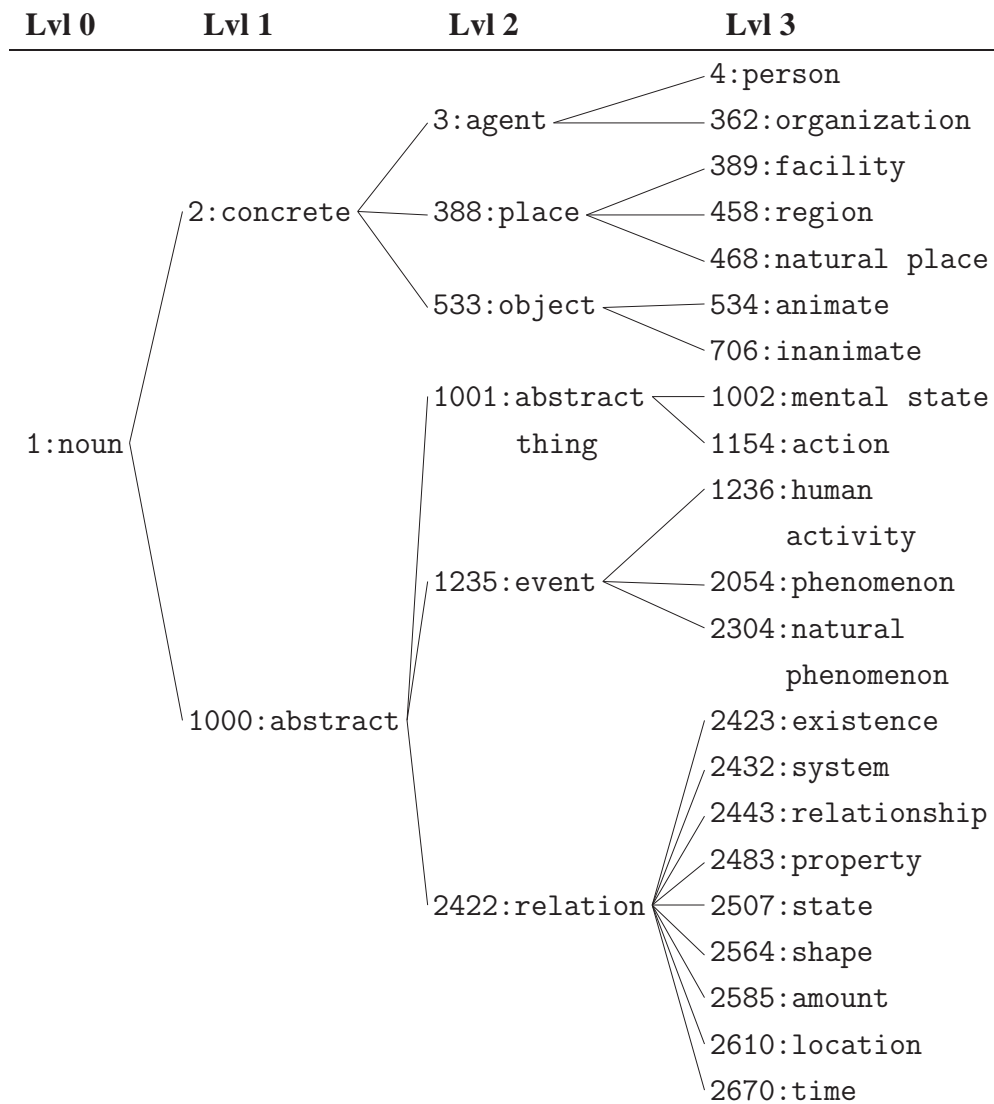 Lvl 0 Lvl 1 Lvl 2 Lvl 3
4:person
3:agent 362:organization
389:facility
2:concrete 388:place 458:region
468:natural place
533:object 534:animate
706:inanimate
1001:abstract 1002:mental state
1:noun thing 1154:action
1236:human
activity
1235:event 2054:phenomenon
2304:natural
phenomenon
1000:abstract 2423:existence
2432:system
2443:relationship
2483:property
2422:relation 2507:state
2564:shape
2585:amount
2610:location
2670:time